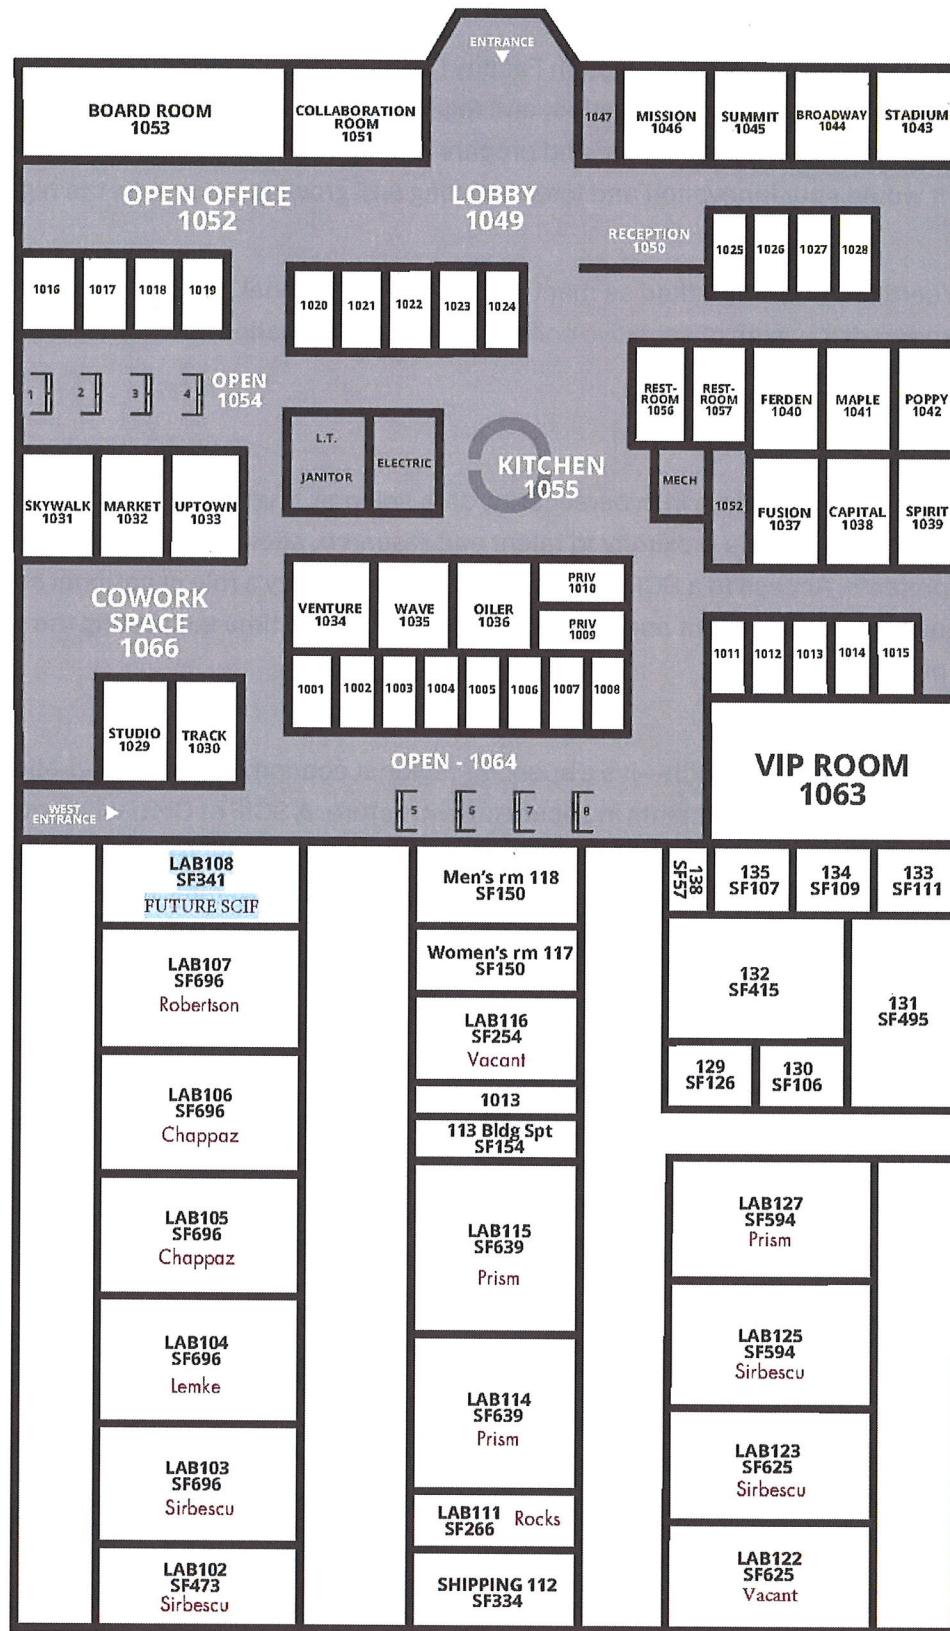 ENTRANCE
BOARD ROOM
1053
COLLABORATION
ROOM
1051
1047
MISSION
1046
SUMMIT
1045
BROADWAY
1044
STADIUM
1043
OPEN OFFICE
1052
LOBBY
1049
RECEPTION
1050
1025
1026
1027
1028
1016
1017
1018
1019
1020
1021
1022
1023
1024
1
2
3
4
OPEN
1054
REST-
ROOM
1056
REST-
ROOM
1057
FERDEN
1040
MAPLE
1041
POPPY
1042
L.T.
JANITOR
ELECTRIC
KITCHEN
1055
MECH
1052
FUSION
1037
CAPITAL
1038
SPIRIT
1039
SKYWALK
1031
MARKET
1032
UPTOWN
1033
COWORK
SPACE
1066
VENTURE
1034
WAVE
1035
OILER
1036
PRIV
1010
PRIV
1009
1001
1002
1003
1004
1005
1006
1007
1008
1011
1012
1013
1014
1015
STUDIO
1029
TRACK
1030
OPEN - 1064
VIP ROOM
1063
WEST
ENTRANCE
5
6
7
8
LAB108
SF341
FUTURE SCIF
Men's rm 118
SF150
138
SF57
135
SF107
134
SF109
133
SF111
LAB107
SF696
Robertson
Women's rm 117
SF150
132
SF415
131
SF495
LAB116
SF254
Vacant
129
SF126
130
SF106
LAB106
SF696
Chappaz
1013
113 Bldg Spt
SF154
LAB105
SF696
Chappaz
LAB115
SF639
Prism
LAB127
SF594
Prism
LAB104
SF696
Lemke
LAB125
SF594
Sirbescu
LAB114
SF639
Prism
LAB103
SF696
Sirbescu
LAB123
SF625
Sirbescu
LAB111
SF266
Rocks
LAB102
SF473
Sirbescu
SHIPPING 112
SF334
LAB122
SF625
Vacant